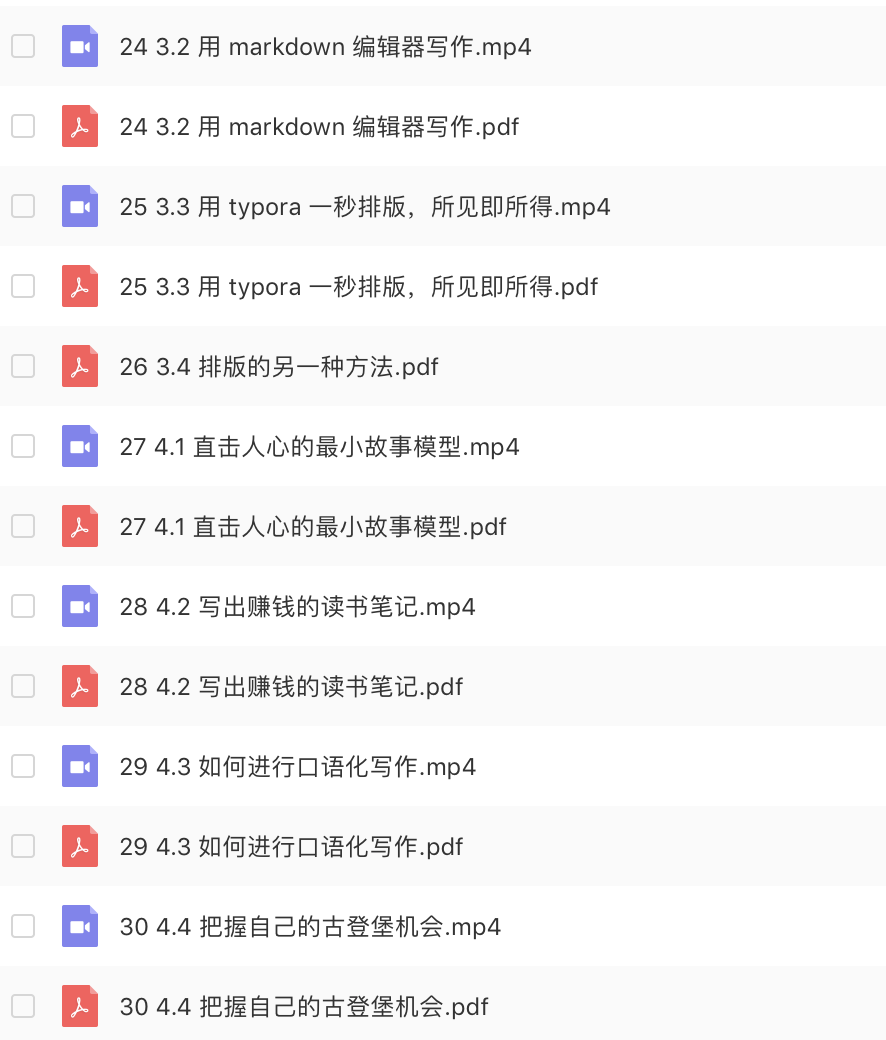 24 3.2 用 markdown 编辑器写作.mp4
24 3.2 用 markdown 编辑器写作.pdf
25 3.3 用 typora 一秒排版，所见即所得.mp4
25 3.3 用 typora 一秒排版，所见即所得.pdf
26 3.4 排版的另一种方法.pdf
27 4.1 直击人心的最小故事模型.mp4
27 4.1 直击人心的最小故事模型.pdf
28 4.2 写出赚钱的读书笔记.mp4
28 4.2 写出赚钱的读书笔记.pdf
29 4.3 如何进行口语化写作.mp4
29 4.3 如何进行口语化写作.pdf
30 4.4 把握自己的古登堡机会.mp4
30 4.4 把握自己的古登堡机会.pdf